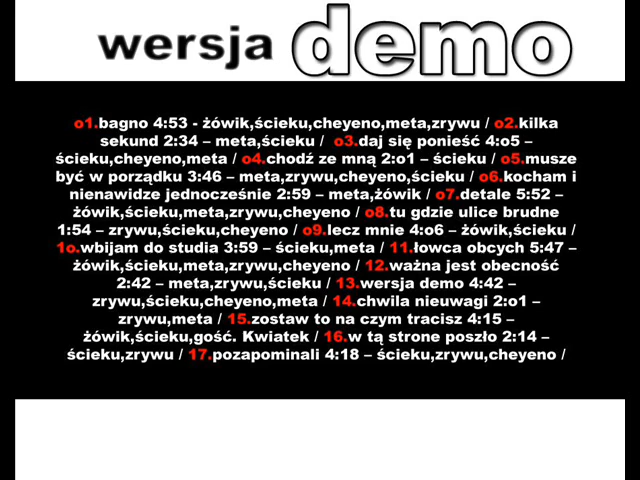 wersja demo
o1.bagno 4:53 - żówik,ścieku,cheyeno,meta,zrywu / o2.kilka
sekund 2:34 – meta,ścieku / o3.daj się ponieść 4:o5 –
ścieku,cheyeno,meta / o4.chodź ze mną 2:o1 – ścieku / o5.musze
być w porządku 3:46 – meta,zrywu,cheyeno,ścieku / o6.kocham i
nienawidze jednocześnie 2:59 – meta,żówik / o7.detale 5:52 –
żówik,ścieku,meta,zrywu,cheyeno / o8.tu gdzie ulice brudne
1:54 – zrywu,ścieku,cheyeno / o9.lecz mnie 4:o6 – żówik,ścieku /
1o.wbijam do studia 3:59 – ścieku,meta / 11.łowca obcych 5:47 –
żówik,ścieku,meta,zrywu,cheyeno / 12.ważna jest obecność
2:42 – meta,zrywu,ścieku / 13.wersja demo 4:42 –
zrywu,ścieku,cheyeno,meta / 14.chwila nieuwagi 2:o1 –
zrywu,meta / 15.zostaw to na czym tracisz 4:15 –
żówik,ścieku,gość. Kwiatek / 16.w tą strone poszło 2:14 –
ścieku,zrywu / 17.pozapominali 4:18 – ścieku,zrywu,cheyeno /